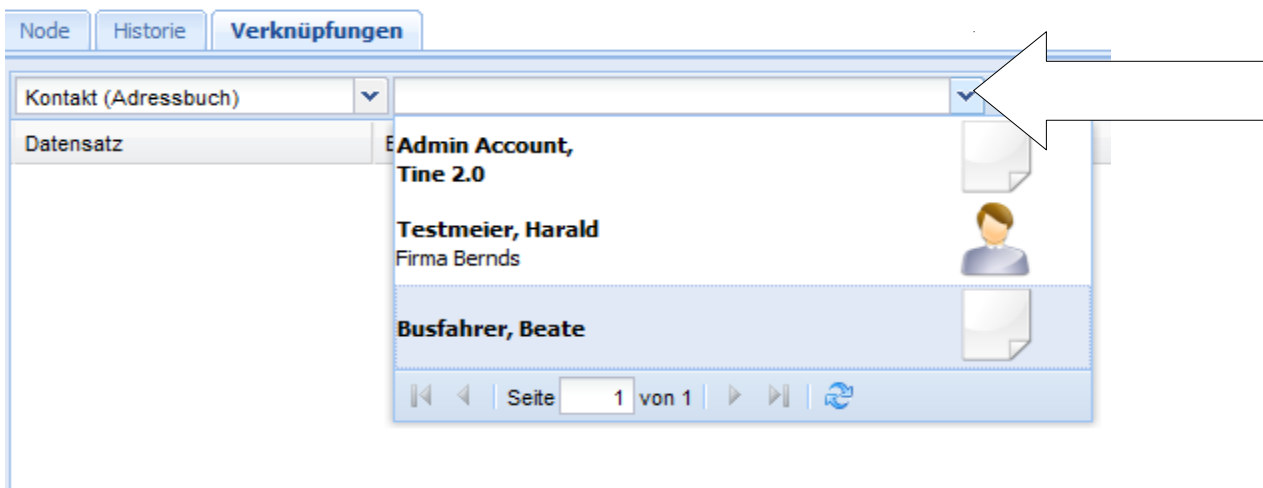 Node Historie Verknüpfungen
Kontakt (Adressbuch)
Datensatz
Admin Account,
Tine 2.0
Testmeier, Harald
Firma Bernds
Busfahrer, Beate
Seite 1 von 1